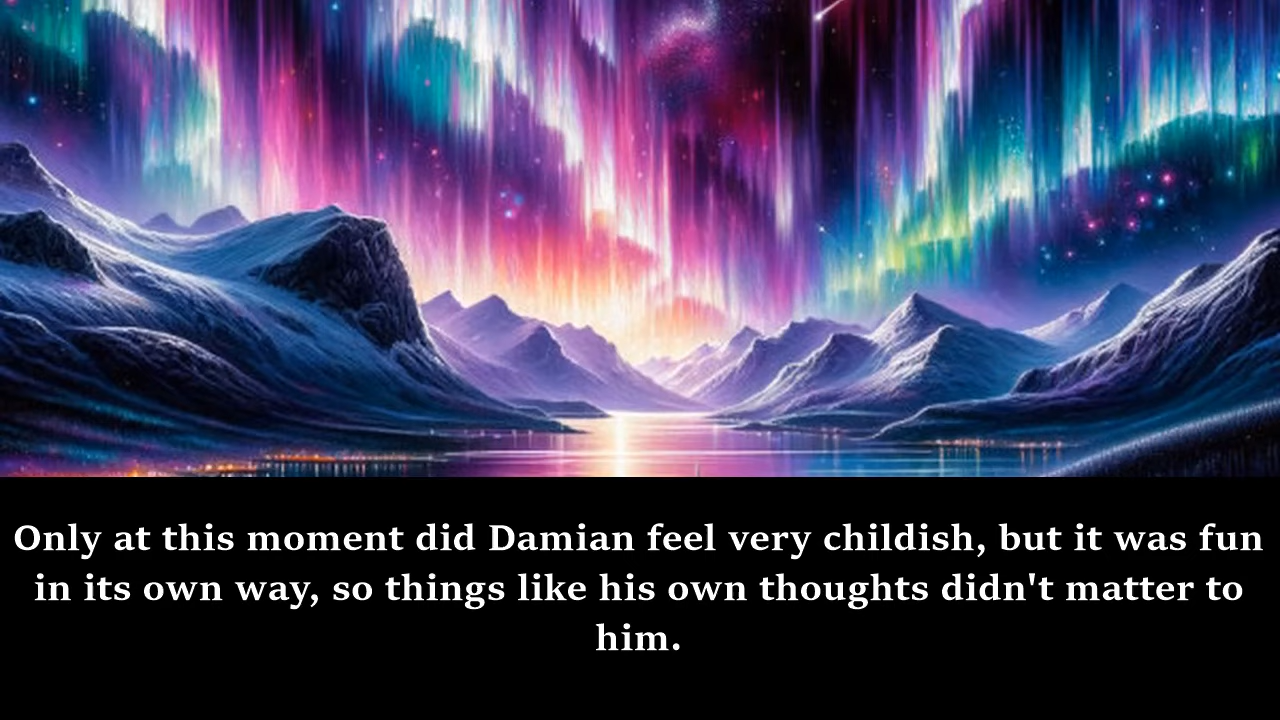 Only at this moment did Damian feel very childish, but it was fun
in its own way, so things like his own thoughts didn't matter to
him.